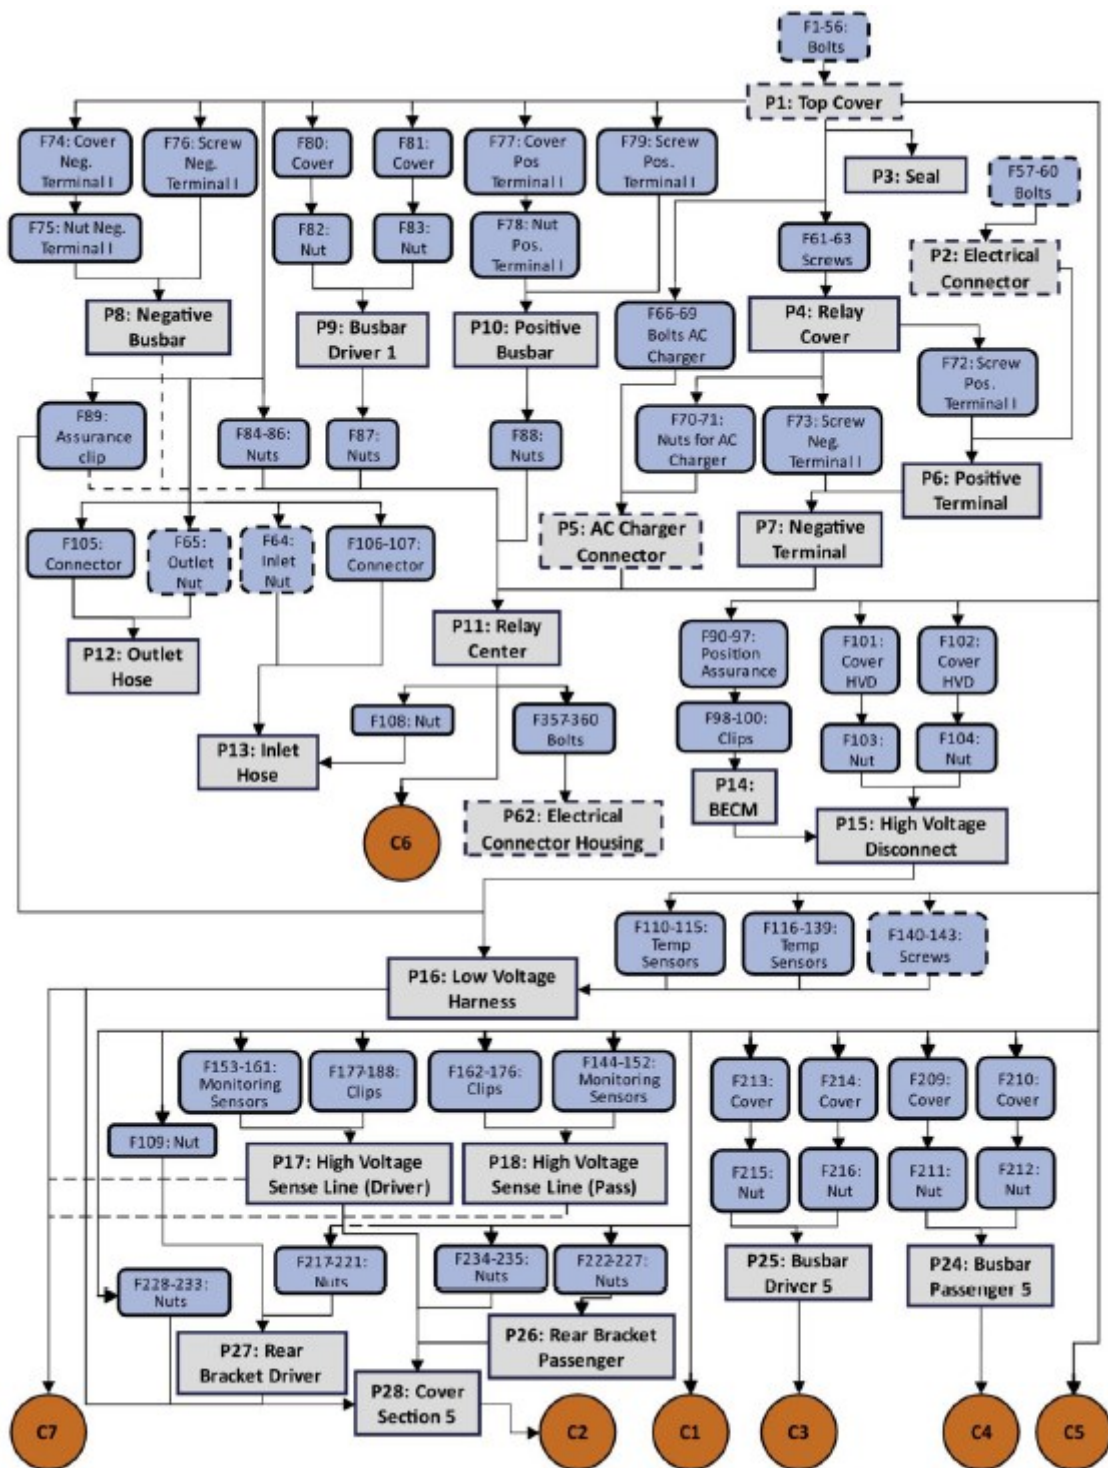 F1-56:
Bolts
P1: Top Cover
F74: Cover
Neg.
Terminal I
F76: Screw
Neg.
Terminal I
F80:
Cover
F81:
Cover
F77: Cover
Pos
Terminal I
F79: Screw
Pos.
Terminal I
P3: Seal
F57-60
Bolts
F75: Nut Neg.
Terminal I
F82:
Nut
F83:
Nut
F78: Nut
Pos.
Terminal I
F61-63
Screws
P2: Electrical
Connector
P8: Negative
Busbar
P9: Busbar
Driver 1
P10: Positive
Busbar
F66-69
Bolts AC
Charger
P4: Relay
Cover
F72: Screw
Pos.
Terminal I
F89:
Assurance
clip
F84-86:
Nuts
F87:
Nuts
F88:
Nuts
F70-71:
Nuts for AC
Charger
F73: Screw
Neg.
Terminal I
P6: Positive
Terminal
F105:
Connector
F65:
Outlet
Nut
F64:
Inlet
Nut
F106-107:
Connector
P5: AC Charger
Connector
P7: Negative
Terminal
P12: Outlet
Hose
P11: Relay
Center
F90-97:
Position
Assurance
F101:
Cover
HVD
F102:
Cover
HVD
F108: Nut
F357-360
Bolts
F98-100:
Clips
F103:
Nut
F104:
Nut
P13: Inlet
Hose
P14:
BECM
C6
P62: Electrical
Connector Housing
P15: High Voltage
Disconnect
F110-115:
Temp
Sensors
F116-139:
Temp
Sensors
F140-143:
Screws
P16: Low Voltage
Harness
F153-161:
Monitoring
Sensors
F177-188:
Clips
F162-176:
Clips
F144-152:
Monitoring
Sensors
F213:
Cover
F214:
Cover
F209:
Cover
F210:
Cover
F109: Nut
P17: High Voltage
Sense Line (Driver)
P18: High Voltage
Sense Line (Pass)
F215:
Nut
F216:
Nut
F211:
Nut
F212:
Nut
F228-233:
Nuts
F217-221:
Nuts
F234-235:
Nuts
F222-227:
Nuts
P25: Busbar
Driver 5
P24: Busbar
Passenger 5
P27: Rear
Bracket Driver
P26: Rear Bracket
Passenger
P28: Cover
Section 5
C7
C2
C1
C3
C4
C5